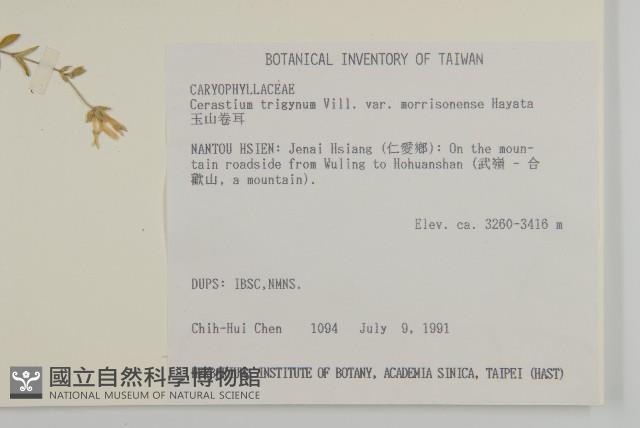 BOTANICAL INVENTORY OF TAIWAN
CARYOPHYLLACEAE
Cerastium trigynum Vill. var. morrisonense Hayata
玉山卷耳
NANTOU HSIEN: Jenai Hsiang (仁愛鄉): On the moun-
tain roadside from Wuling to Hohuanshan (武嶺 - 合
歡山, a mountain).
Elev. ca. 3260-3416 m
DUPS: IBSC,NMNS.
Chih-Hui Chen 1094 July 9, 1991
INSTITUTE OF BOTANY, ACADEMIA SINICA, TAIPEI (HAST)
國立自然科學博物館
NATIONAL MUSEUM OF NATURAL SCIENCE